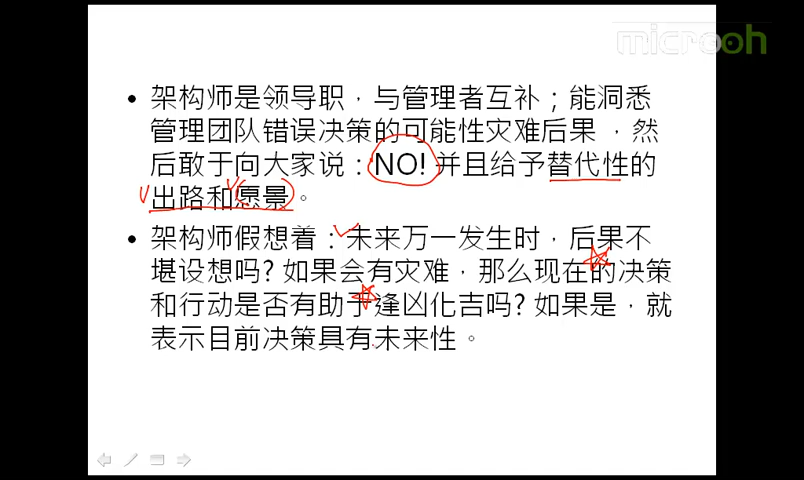 microoh
• 架构师是领导职，与管理者互补；能洞悉
管理团队错误决策的可能性灾难后果，然
后敢于向大家说：NO! 并且给予替代性的
出路和愿景。
• 架构师假想着：未来万一发生时，后果不
堪设想吗? 如果会有灾难，那么现在的决策
和行动是否有助于逢凶化吉吗? 如果是，就
表示目前决策具有未来性。